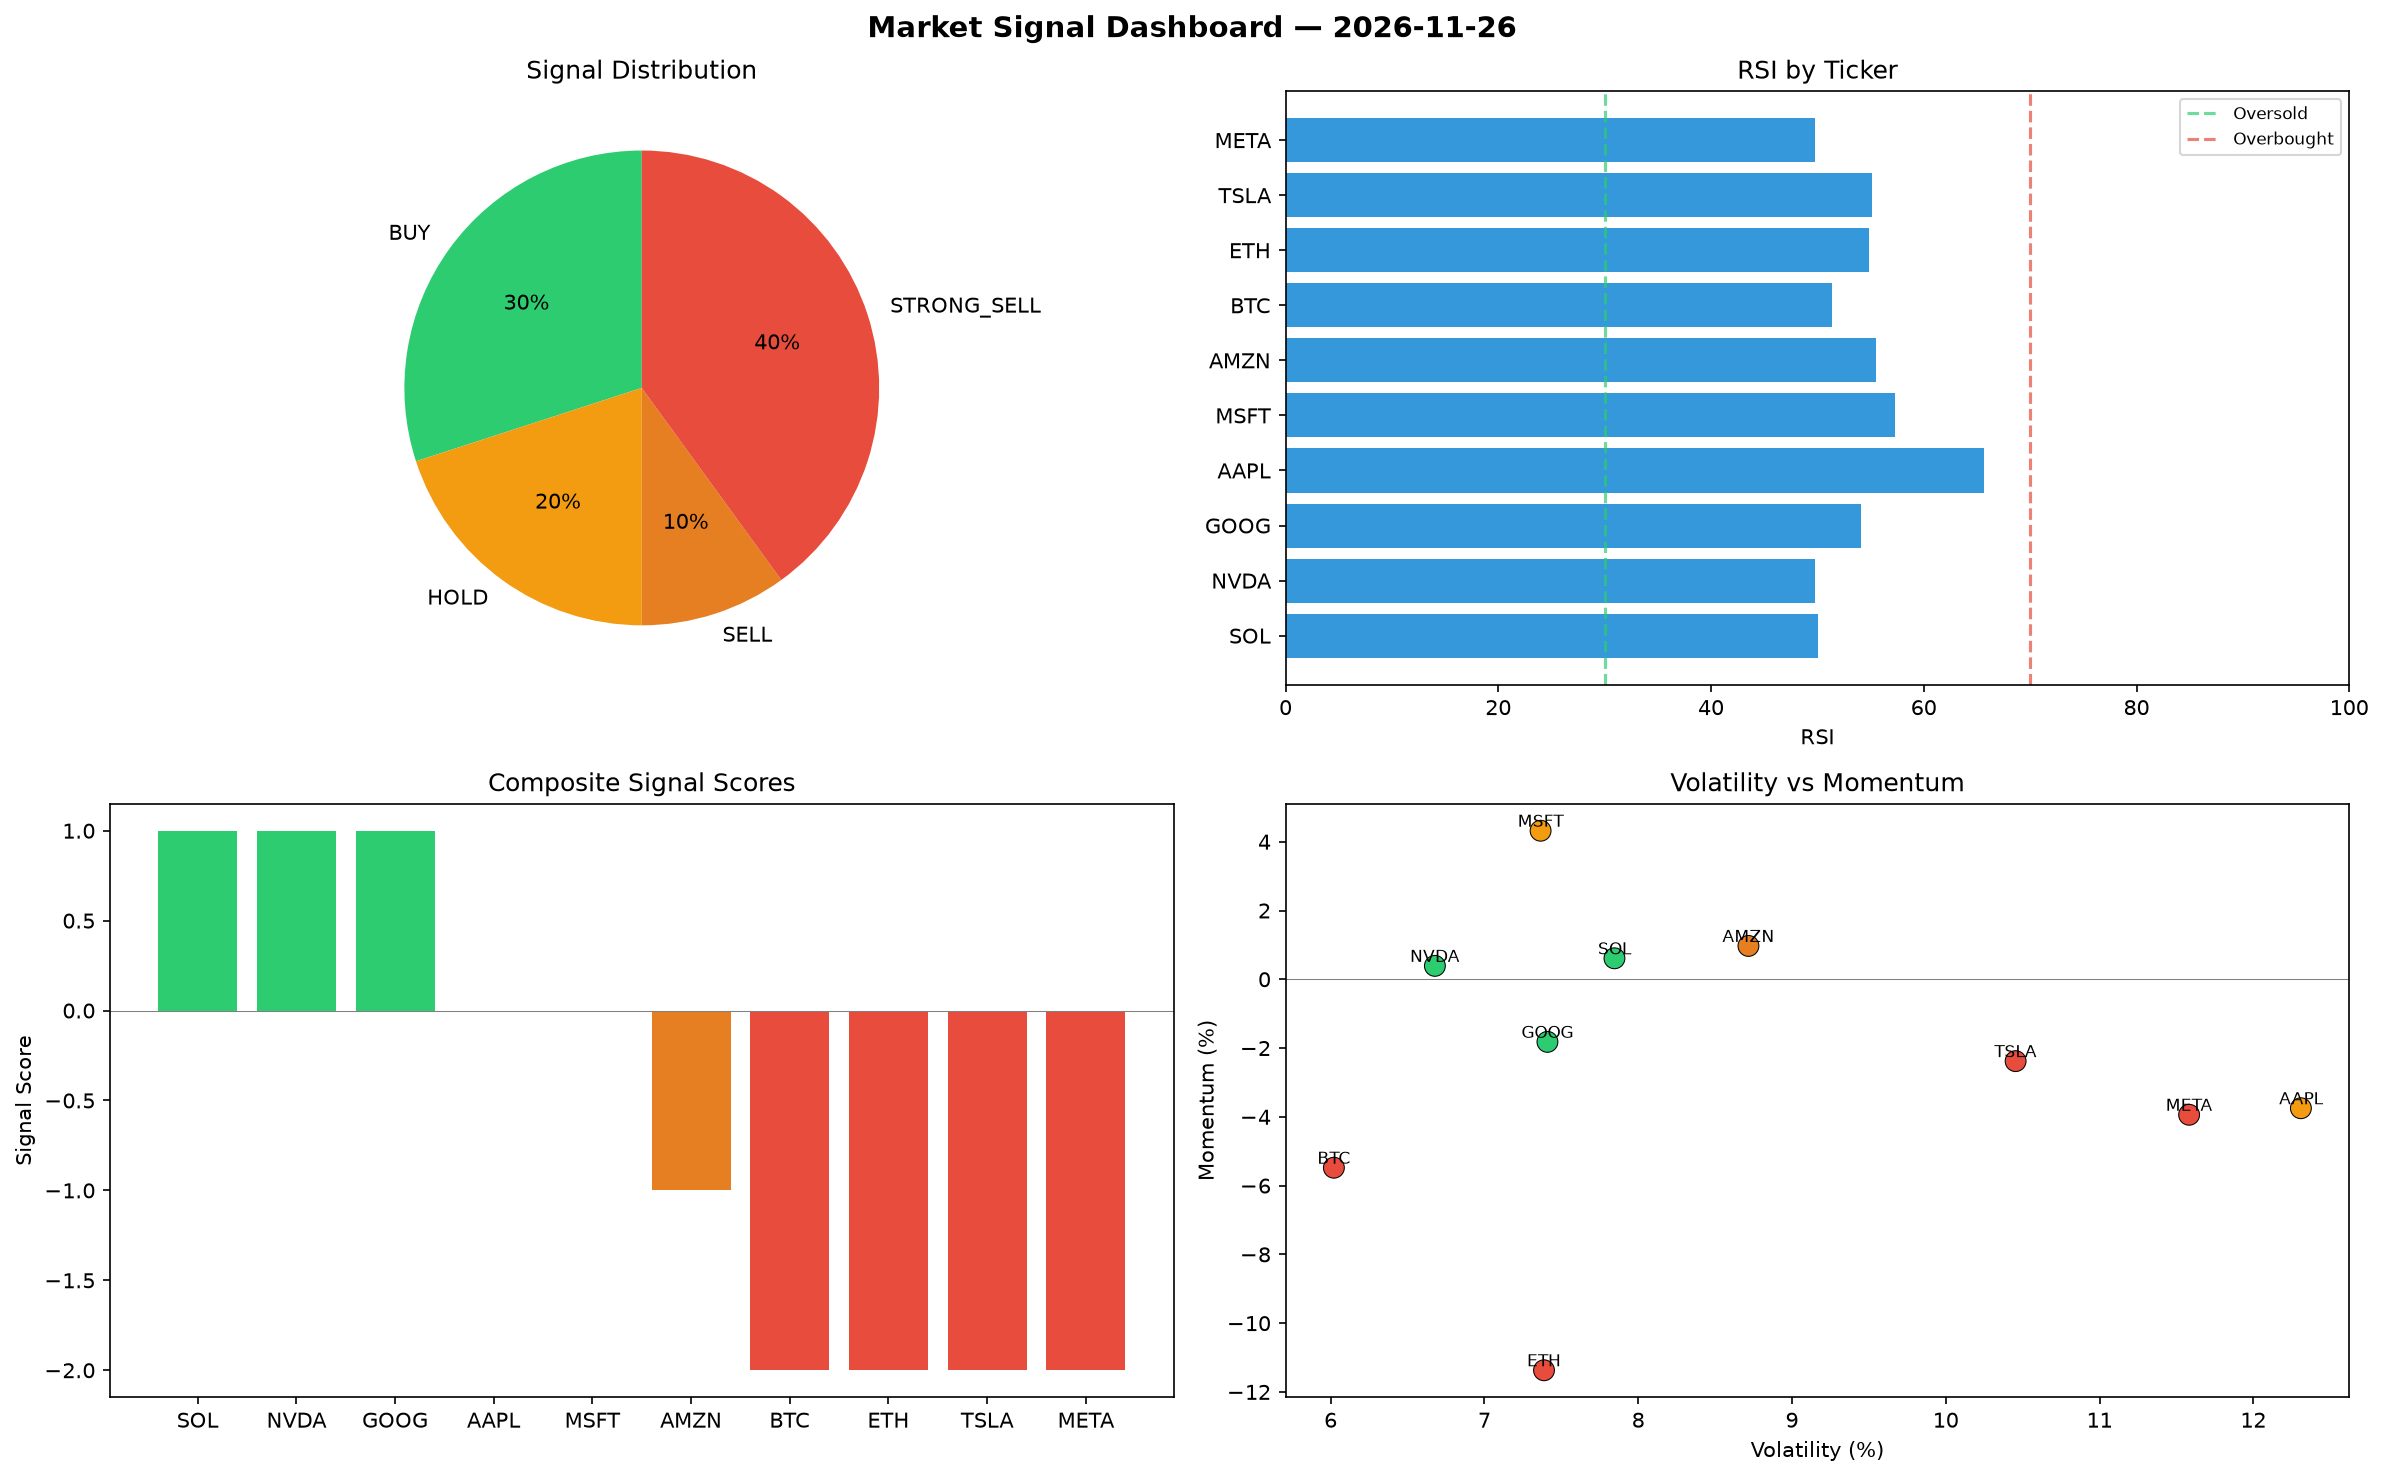 Market Signal Dashboard — 2026-11-26
Signal Distribution
BUY
30%
HOLD
20%
SELL
10%
STRONG_SELL
40%
RSI by Ticker
Oversold
Overbought
META
TSLA
ETH
BTC
AMZN
MSFT
AAPL
GOOG
NVDA
SOL
0 20 40 60 80 100
RSI
Composite Signal Scores
Signal Score
1.0
0.5
0.0
−0.5
−1.0
−1.5
−2.0
SOL NVDA GOOG AAPL MSFT AMZN BTC ETH TSLA META
Volatility vs Momentum
Momentum (%)
4
2
0
−2
−4
−6
−8
−10
−12
MSFT
AMZN
SOL
NVDA
GOOG
TSLA
AAPL
META
BTC
ETH
6 7 8 9 10 11 12
Volatility (%)